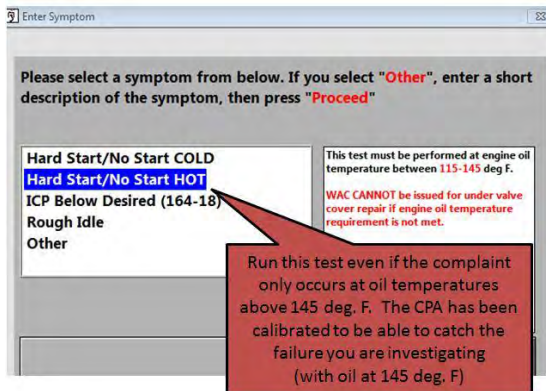 Enter Symptom
Please select a symptom from below. If you select "Other", enter a short
description of the symptom, then press "Proceed"
Hard Start/No Start COLD
Hard Start/No Start HOT
ICP Below Desired (164-18)
Rough Idle
Other
This test must be performed at engine oil
temperature between 115-145 deg F.
WAC CANNOT be issued for under valve
cover repair if engine oil temperature
requirement is not met.
Run this test even if the complaint
only occurs at oil temperatures
above 145 deg. F. The CPA has been
calibrated to be able to catch the
failure you are investigating
(with oil at 145 deg. F)